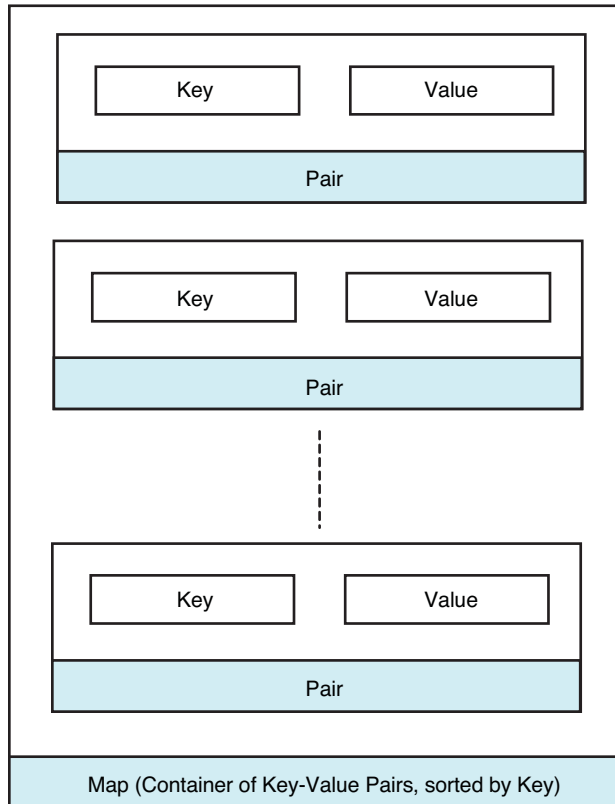 Key Value
Pair
Key Value
Pair
Key Value
Pair
Map (Container of Key-Value Pairs, sorted by Key)